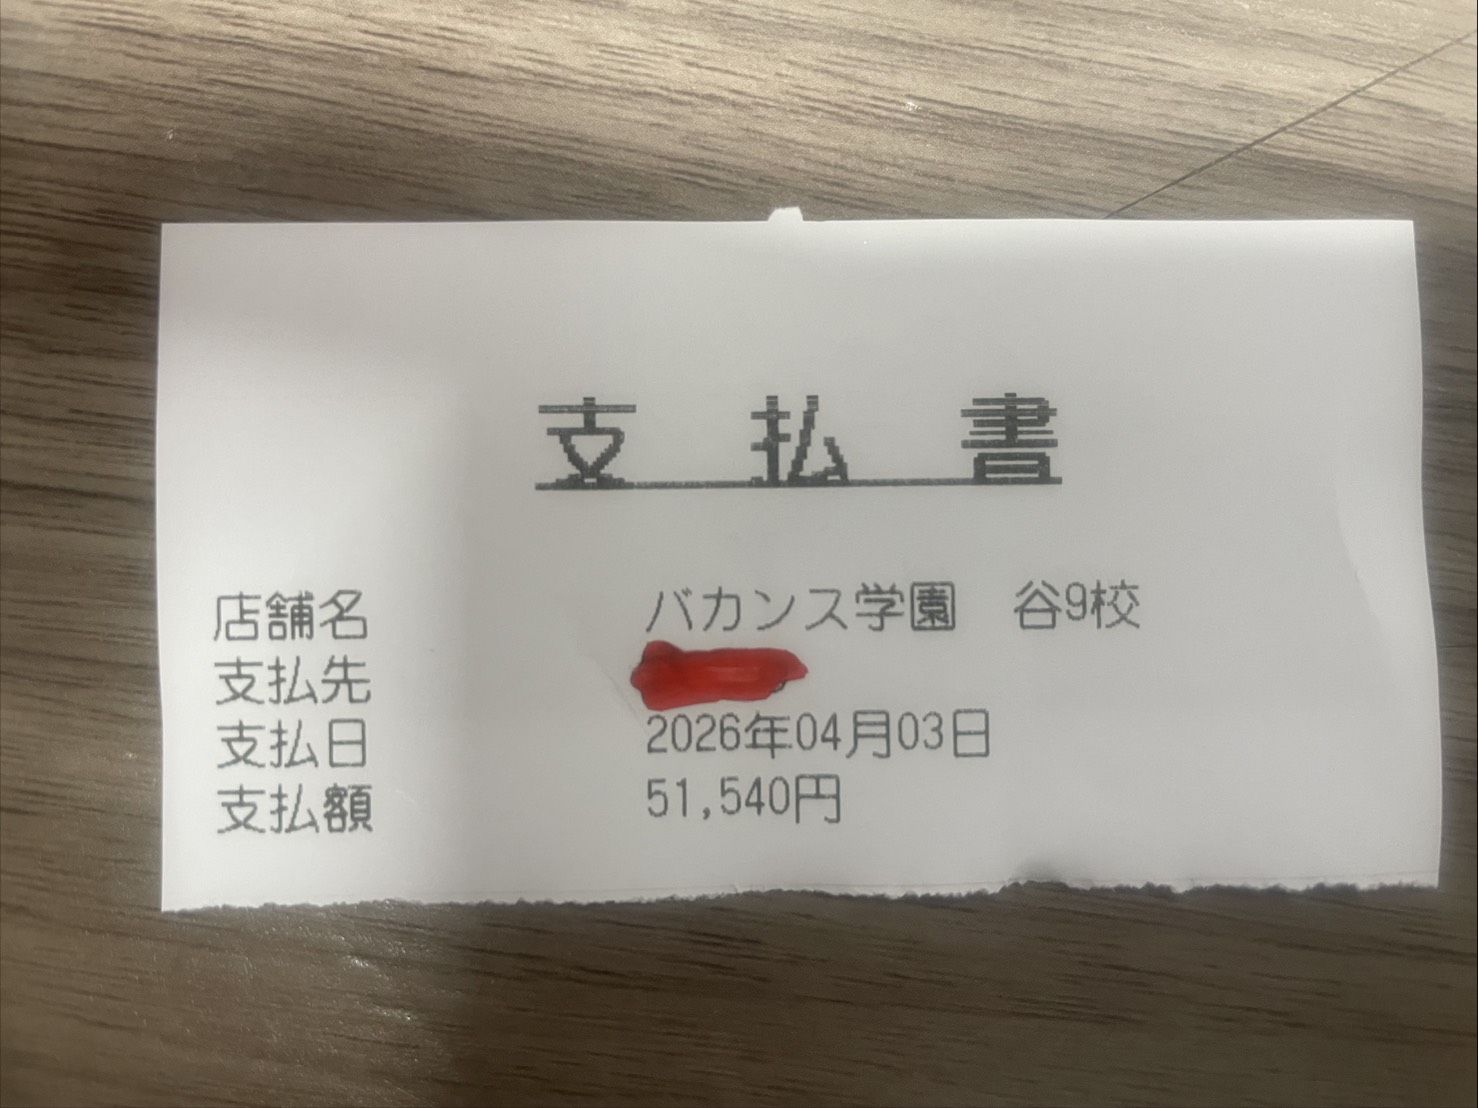 支払書
店舗名 バカンス学園 谷9校
支払先
支払日 2026年04月03日
支払額 51,540円